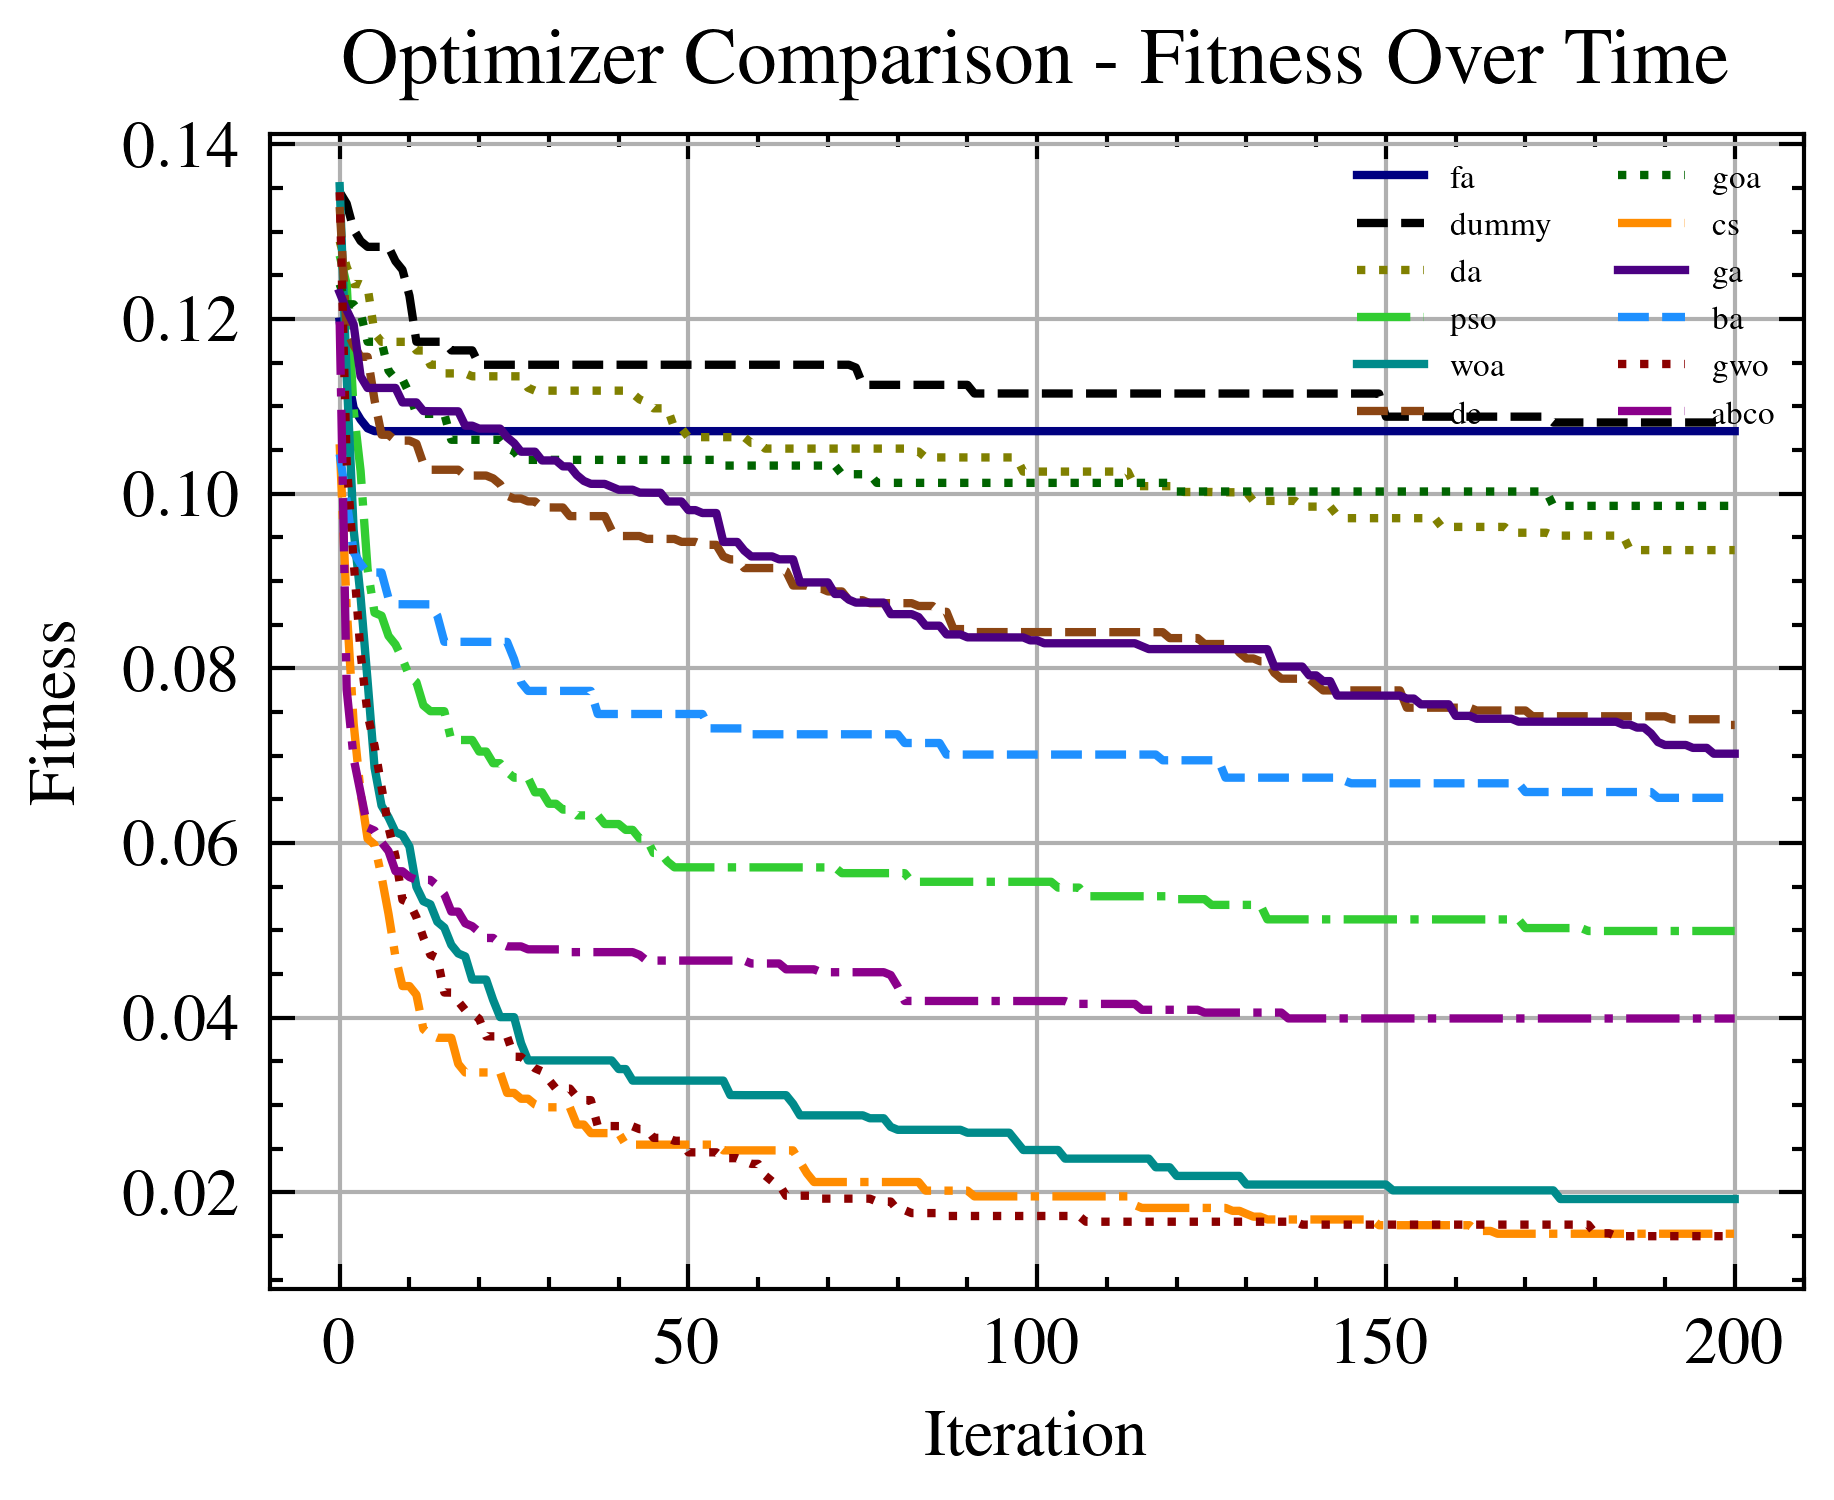 Optimizer Comparison - Fitness Over Time
0.14
0.12
0.10
0.08
0.06
0.04
0.02
Fitness
fa
dummy
da
pso
woa
de
goa
cs
ga
ba
gwo
abco
0
50
100
150
200
Iteration